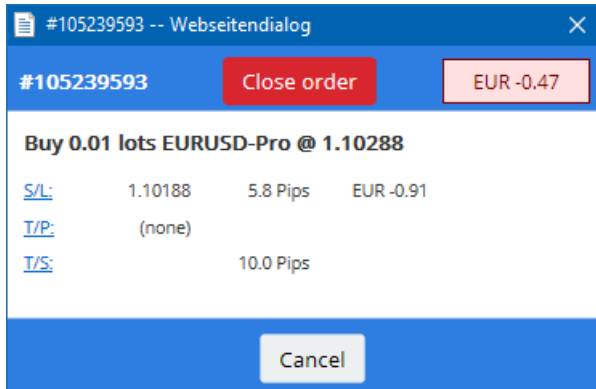 #105239593 -- Webseitendialog
#105239593 Close order EUR -0.47
Buy 0.01 lots EURUSD-Pro @ 1.10288
S/L: 1.10188 5.8 Pips EUR -0.91
T/P: (none)
T/S: 10.0 Pips
Cancel